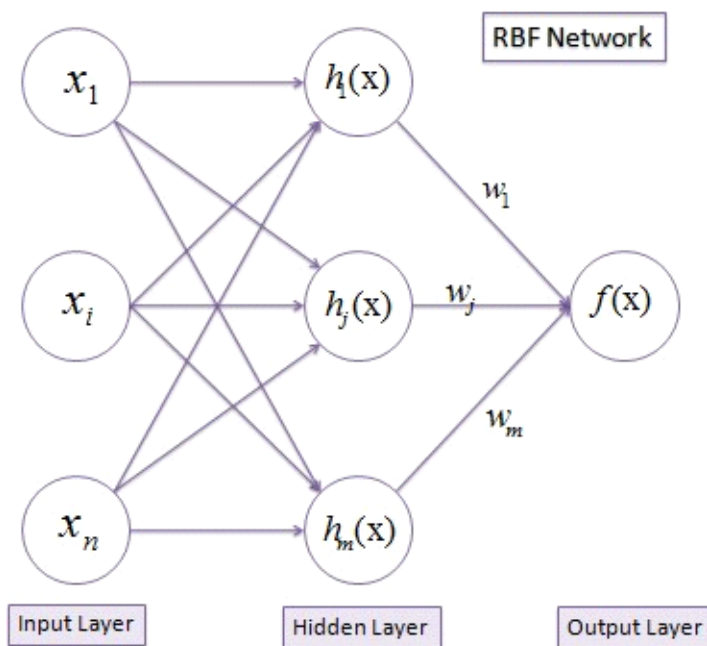 RBF Network
x₁
h₁(x)
w₁
xᵢ
hⱼ(x)
wⱼ
f(x)
wₘ
xₙ
hₘ(x)
Input Layer
Hidden Layer
Output Layer